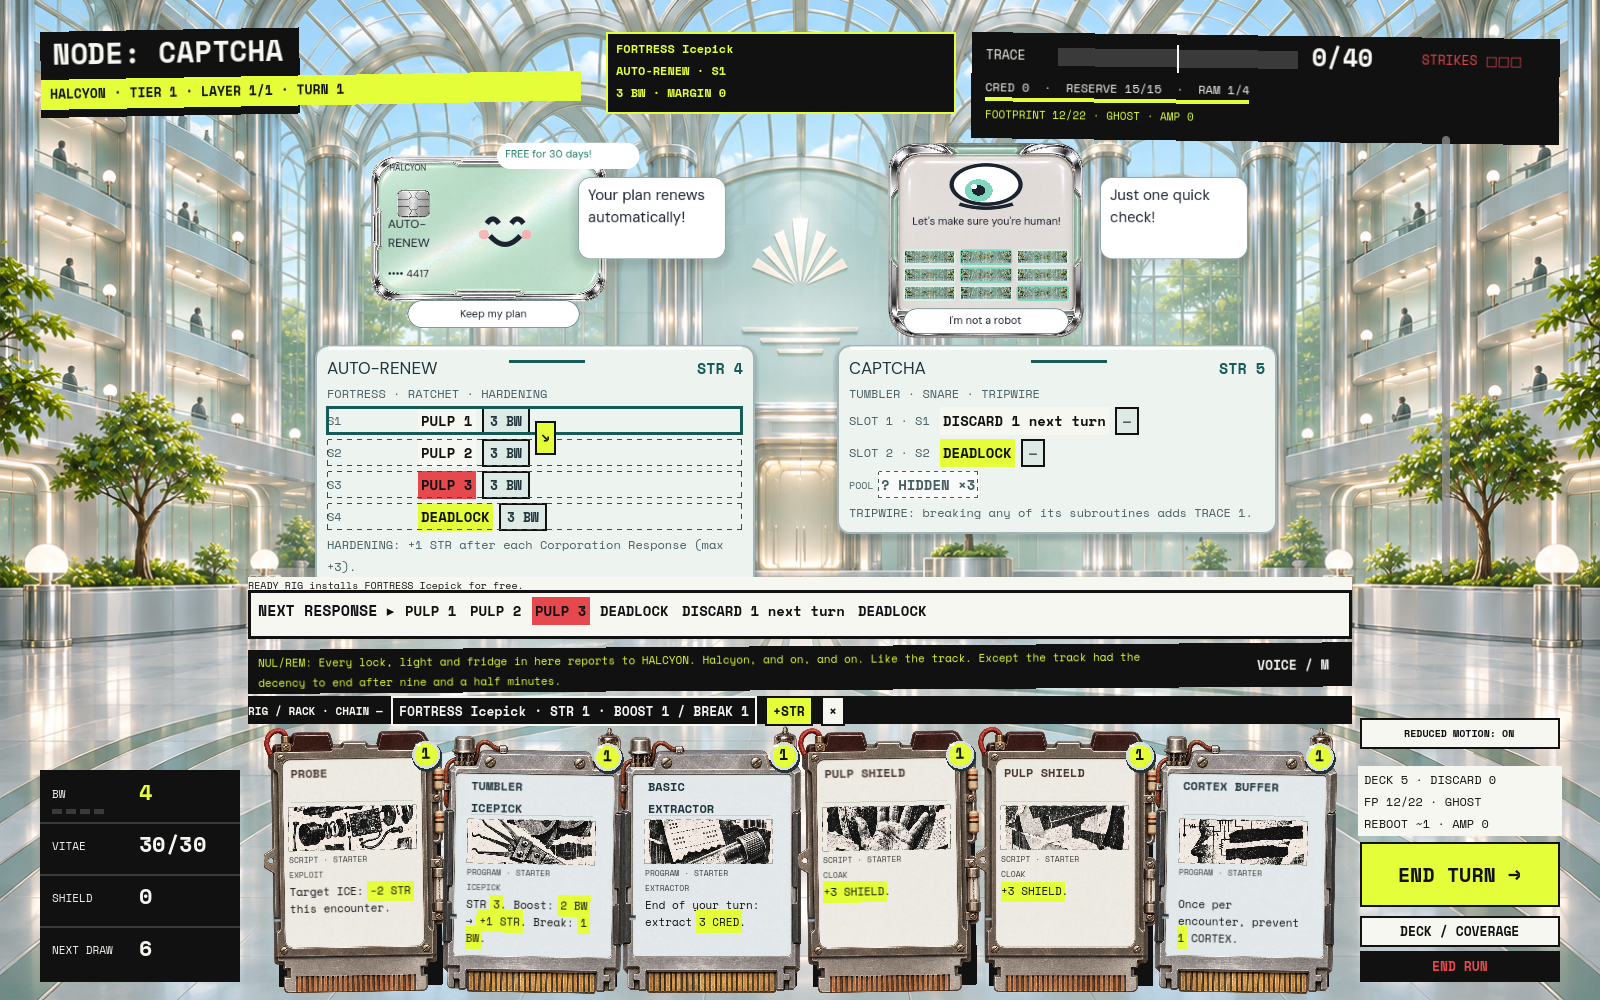 NODE: CAPTCHA
HALCYON · TIER 1 · LAYER 1/1 · TURN 1
FORTRESS Icepick
AUTO-RENEW · S1
3 BW · MARGIN 0
TRACE 0/40 STRIKES □□□
CRED 0 · RESERVE 15/15 · RAM 1/4
FOOTPRINT 12/22 · GHOST · AMP 0
HALCYON
FREE for 30 days!
AUTO-
RENEW
•••• 4417
Keep my plan
Your plan renews
automatically!
Let's make sure you're human!
I'm not a robot
Just one quick
check!
AUTO-RENEW STR 4
FORTRESS · RATCHET · HARDENING
S1 PULP 1 3 BW ↘
S2 PULP 2 3 BW
S3 PULP 3 3 BW
S4 DEADLOCK 3 BW
HARDENING: +1 STR after each Corporation Response (max
+3).
CAPTCHA STR 5
TUMBLER · SNARE · TRIPWIRE
SLOT 1 · S1 DISCARD 1 next turn —
SLOT 2 · S2 DEADLOCK —
POOL ? HIDDEN ×3
TRIPWIRE: breaking any of its subroutines adds TRACE 1.
READY RIG installs FORTRESS Icepick for free.
NEXT RESPONSE ▸ PULP 1 PULP 2 PULP 3 DEADLOCK DISCARD 1 next turn DEADLOCK
NUL/REM: Every lock, light and fridge in here reports to HALCYON. Halcyon, and on, and on. Like the track. Except the track had the
decency to end after nine and a half minutes.
VOICE / M
RIG / RACK · CHAIN — FORTRESS Icepick · STR 1 · BOOST 1 / BREAK 1 +STR ×
BW 4
VITAE 30/30
SHIELD 0
NEXT DRAW 6
1
PROBE
SCRIPT · STARTER
EXPLOIT
Target ICE: -2 STR
this encounter.
1
TUMBLER
ICEPICK
PROGRAM · STARTER
ICEPICK
STR 3. Boost: 2 BW
→ +1 STR. Break: 1
BW.
1
BASIC
EXTRACTOR
PROGRAM · STARTER
EXTRACTOR
End of your turn:
extract 3 CRED.
1
PULP SHIELD
SCRIPT · STARTER
CLOAK
+3 SHIELD.
1
PULP SHIELD
SCRIPT · STARTER
CLOAK
+3 SHIELD.
1
CORTEX BUFFER
PROGRAM · STARTER
Once per
encounter, prevent
1 CORTEX.
REDUCED MOTION: ON
DECK 5 · DISCARD 0
FP 12/22 · GHOST
REBOOT ~1 · AMP 0
END TURN →
DECK / COVERAGE
END RUN